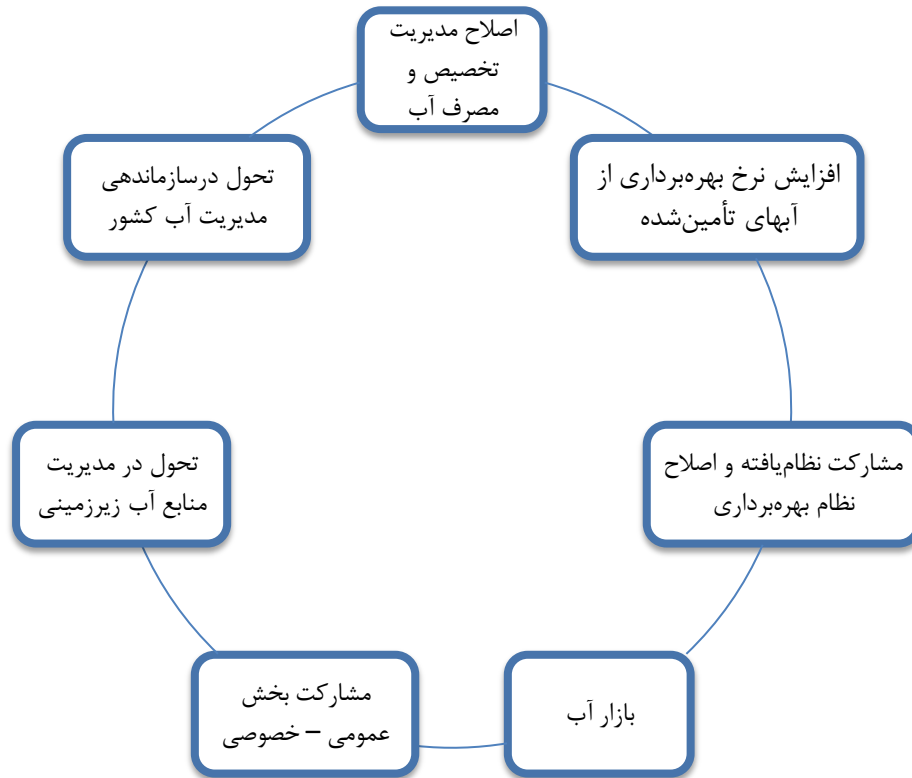 اصلاح مدیریت
تخصیص و
مصرف آب
افزایش نرخ بهره‌برداری از
آبهای تأمین‌شده
مشارکت نظام‌یافته و اصلاح
نظام بهره‌برداری
بازار آب
مشارکت بخش
عمومی – خصوصی
تحول در مدیریت
منابع آب زیرزمینی
تحول درسازماندهی
مدیریت آب کشور